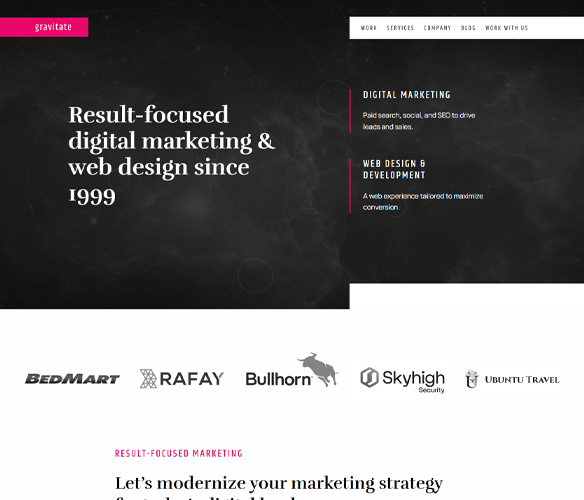 gravitate
WORK SERVICES COMPANY BLOG WORK WITH US
Result-focused
digital marketing &
web design since
1999
DIGITAL MARKETING
Paid search, social, and SEO to drive
leads and sales.
WEB DESIGN &
DEVELOPMENT
A web experience tailored to maximize
conversion.
BEDMART
RAFAY
Bullhorn
Skyhigh
Security
UBUNTU TRAVEL
RESULT-FOCUSED MARKETING
Let's modernize your marketing strategy